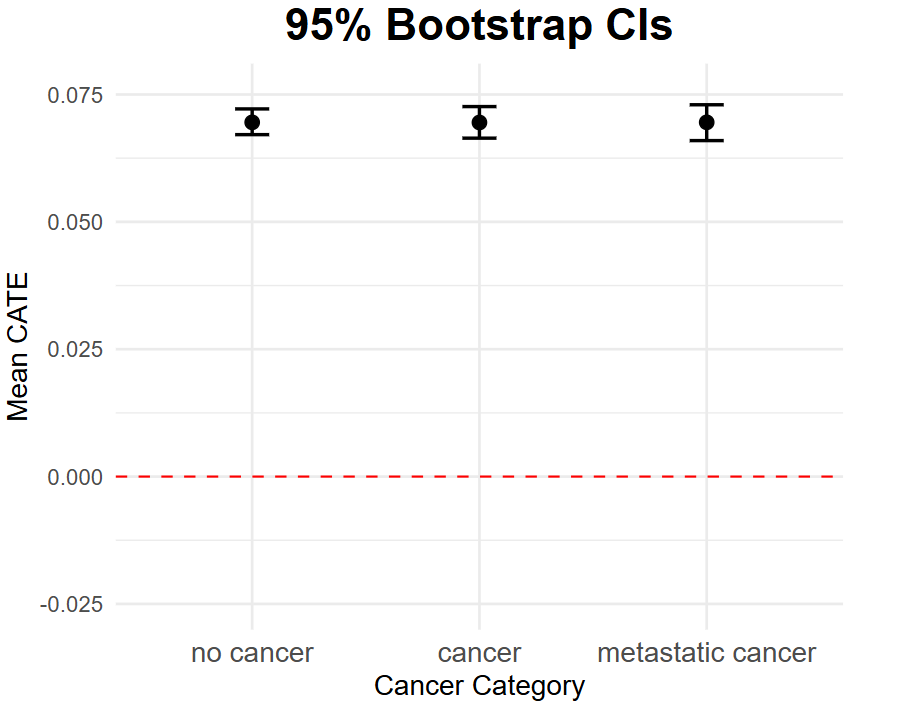 95% Bootstrap CIs
0.075
0.050
0.025
0.000
-0.025
Mean CATE
no cancer cancer metastatic cancer
Cancer Category